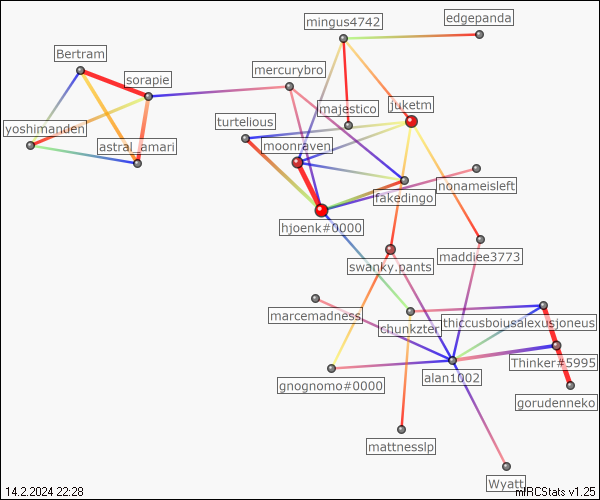 mingus4742
edgepanda
Bertram
sorapie
mercurybro
majestico
juketm
turtelious
yoshimanden
astral_amari
moonraven
fakedingo
nonameisleft
hjoenk#0000
swanky.pants
maddiee3773
marcemadness
chunkzter
thiccusboiusalexusjoneus
Thinker#5995
gnognomo#0000
alan1002
gorudenneko
mattnesslp
Wyatt
14.2.2024 22:28
mIRCStats v1.25